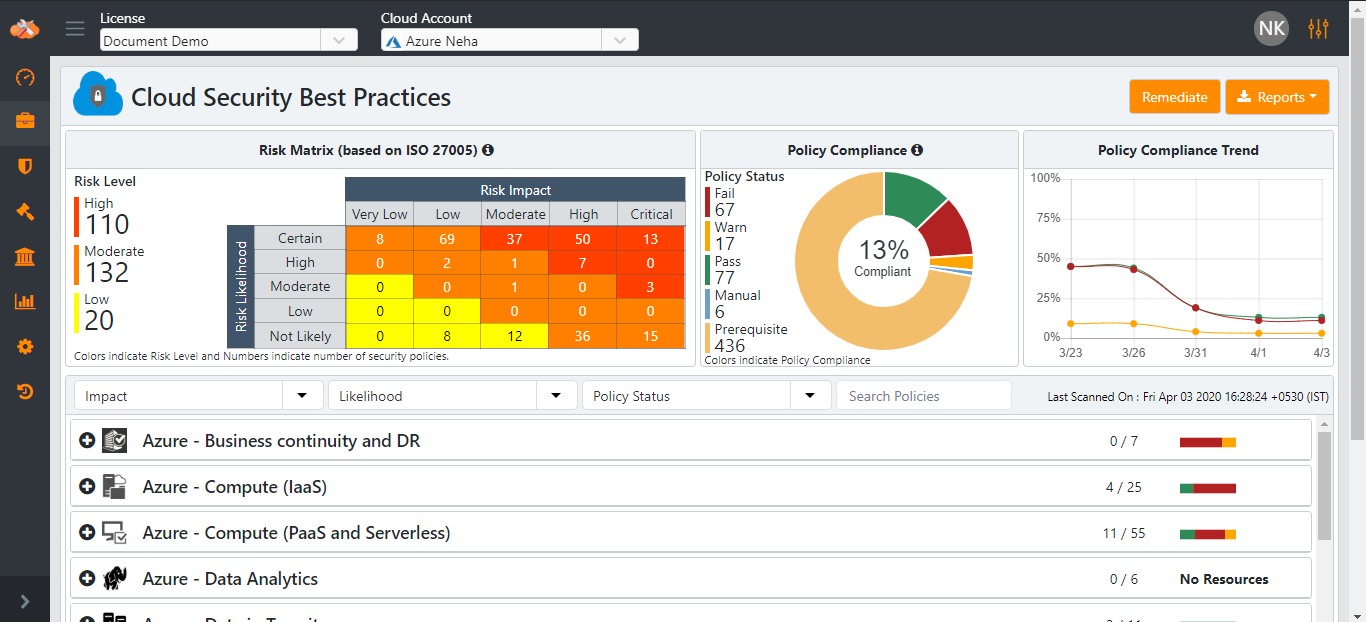 License
Cloud Account
Document Demo
Azure Neha
NK
Cloud Security Best Practices
Remediate
Reports
Risk Matrix (based on ISO 27005)
Risk Level
High
110
Moderate
132
Low
20
Risk Impact
Very Low Low Moderate High Critical
Risk Likelihood
Certain 8 69 37 50 13
High 0 2 1 7 0
Moderate 0 0 1 0 3
Low 0 0 0 0 0
Not Likely 0 8 12 36 15
Colors indicate Risk Level and Numbers indicate number of security policies.
Policy Compliance
Policy Status
Fail
67
Warn
17
Pass
77
Manual
6
Prerequisite
436
13%
Compliant
Colors indicate Policy Compliance
Policy Compliance Trend
100%
75%
50%
25%
0%
3/23 3/26 3/31 4/1 4/3
Impact
Likelihood
Policy Status
Search Policies
Last Scanned On : Fri Apr 03 2020 16:28:24 +0530 (IST)
Azure - Business continuity and DR 0 / 7
Azure - Compute (IaaS) 4 / 25
Azure - Compute (PaaS and Serverless) 11 / 55
Azure - Data Analytics 0 / 6 No Resources